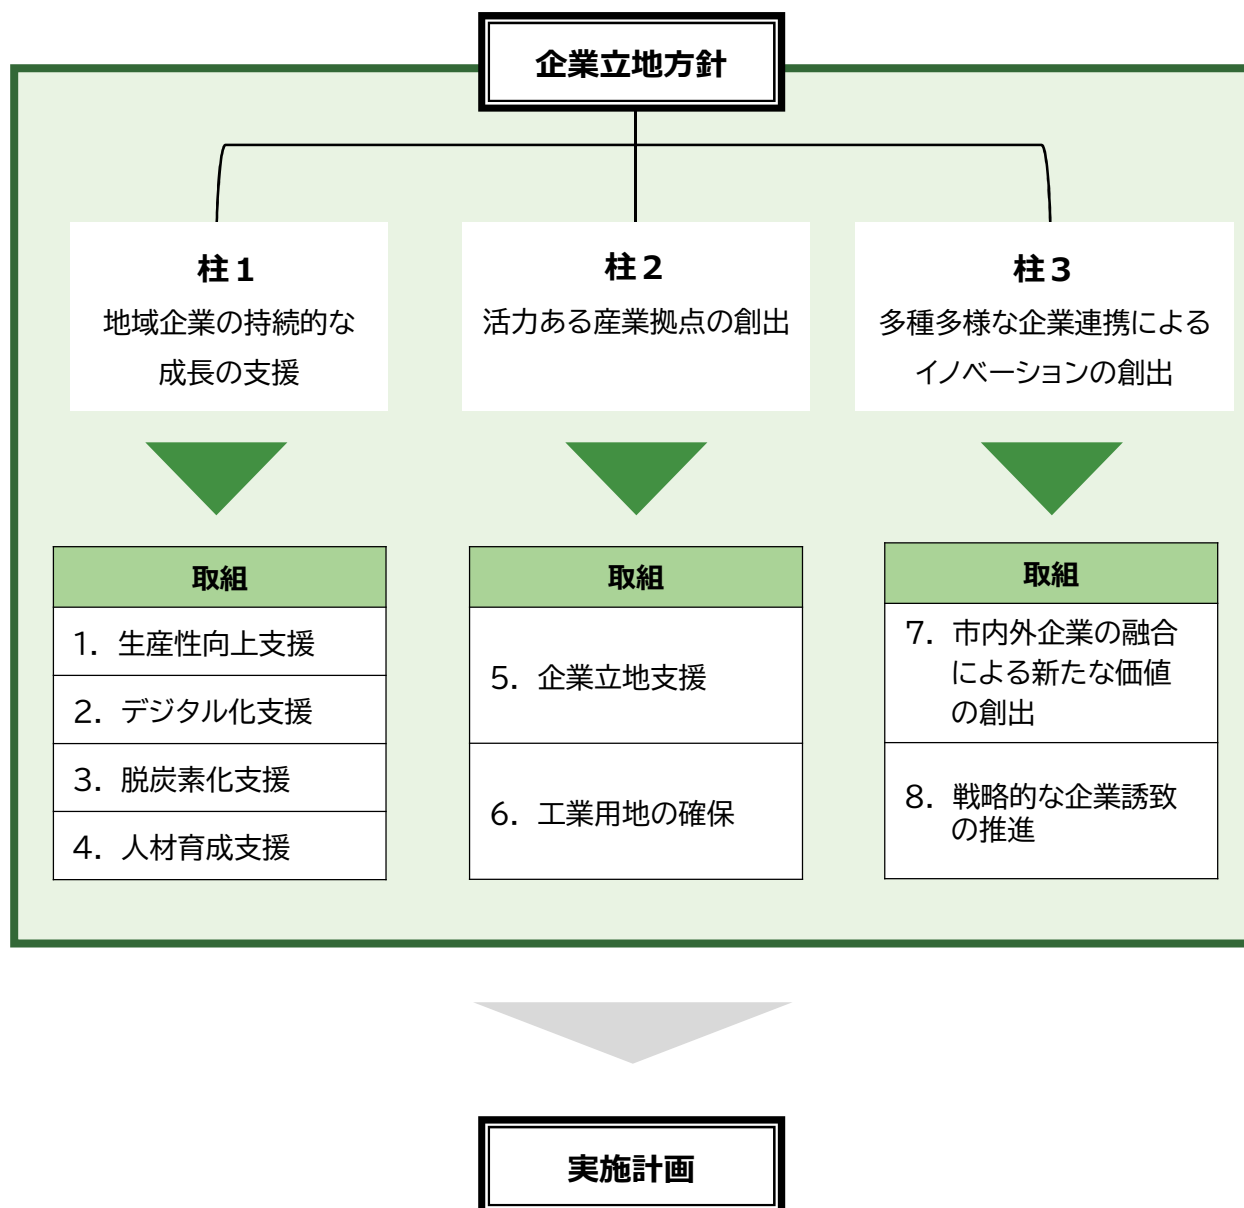 企業立地方針
柱1
地域企業の持続的な
成長の支援
柱2
活力ある産業拠点の創出
柱3
多種多様な企業連携による
イノベーションの創出
取組
1. 生産性向上支援
2. デジタル化支援
3. 脱炭素化支援
4. 人材育成支援
取組
5. 企業立地支援
6. 工業用地の確保
取組
7. 市内外企業の融合
による新たな価値
の創出
8. 戦略的な企業誘致
の推進
実施計画